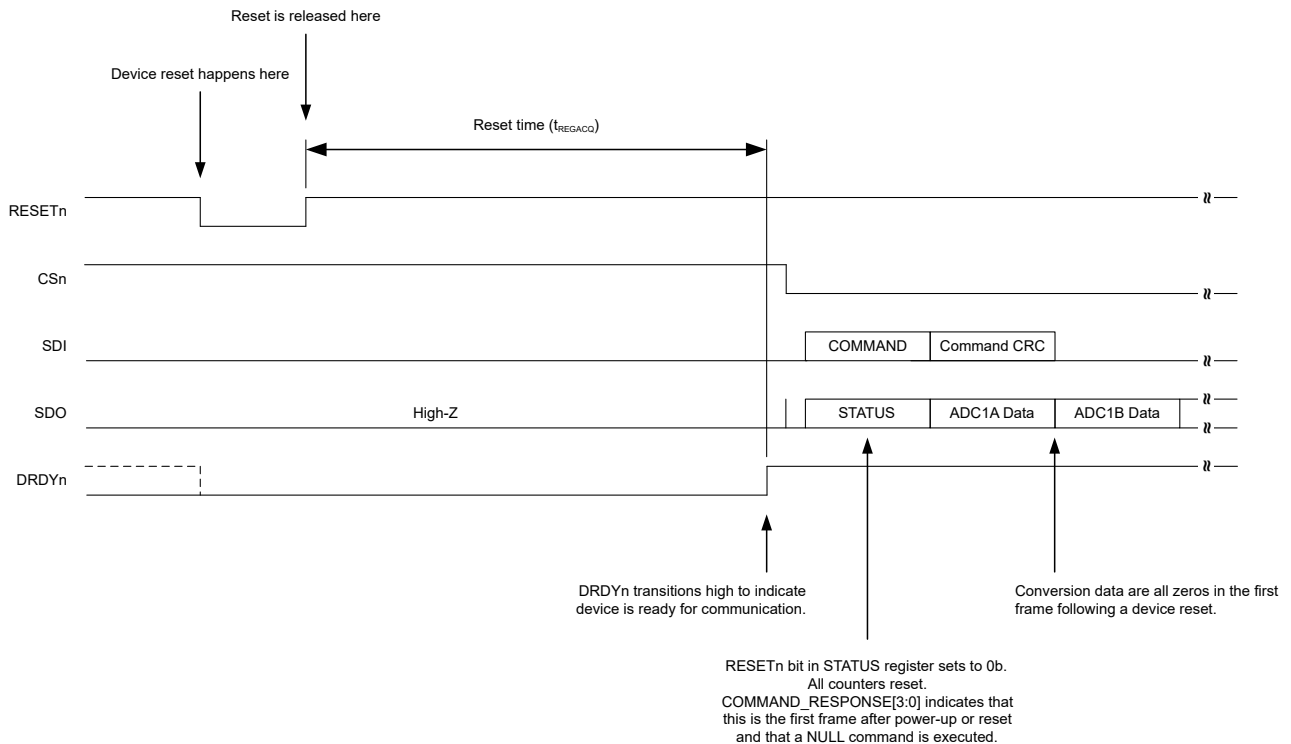 Reset is released here
Device reset happens here
Reset time (tREGACQ)
RESETn
CSn
SDI
COMMAND
Command CRC
SDO
High-Z
STATUS
ADC1A Data
ADC1B Data
DRDYn
DRDYn transitions high to indicate
device is ready for communication.
Conversion data are all zeros in the first
frame following a device reset.
RESETn bit in STATUS register sets to 0b.
All counters reset.
COMMAND_RESPONSE[3:0] indicates that
this is the first frame after power-up or reset
and that a NULL command is executed.